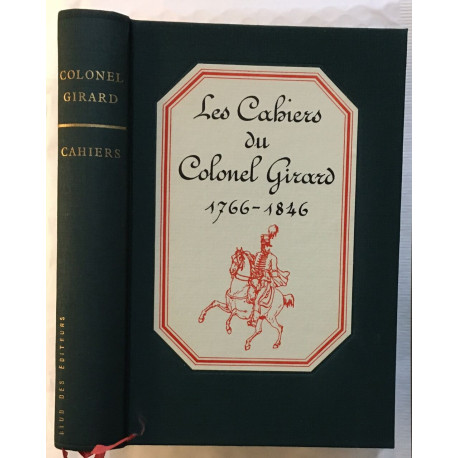 COLONEL
GIRARD
CAHIERS
CLUB DES ÉDITEURS
Les Cahiers
du
Colonel Girard
1766-1846